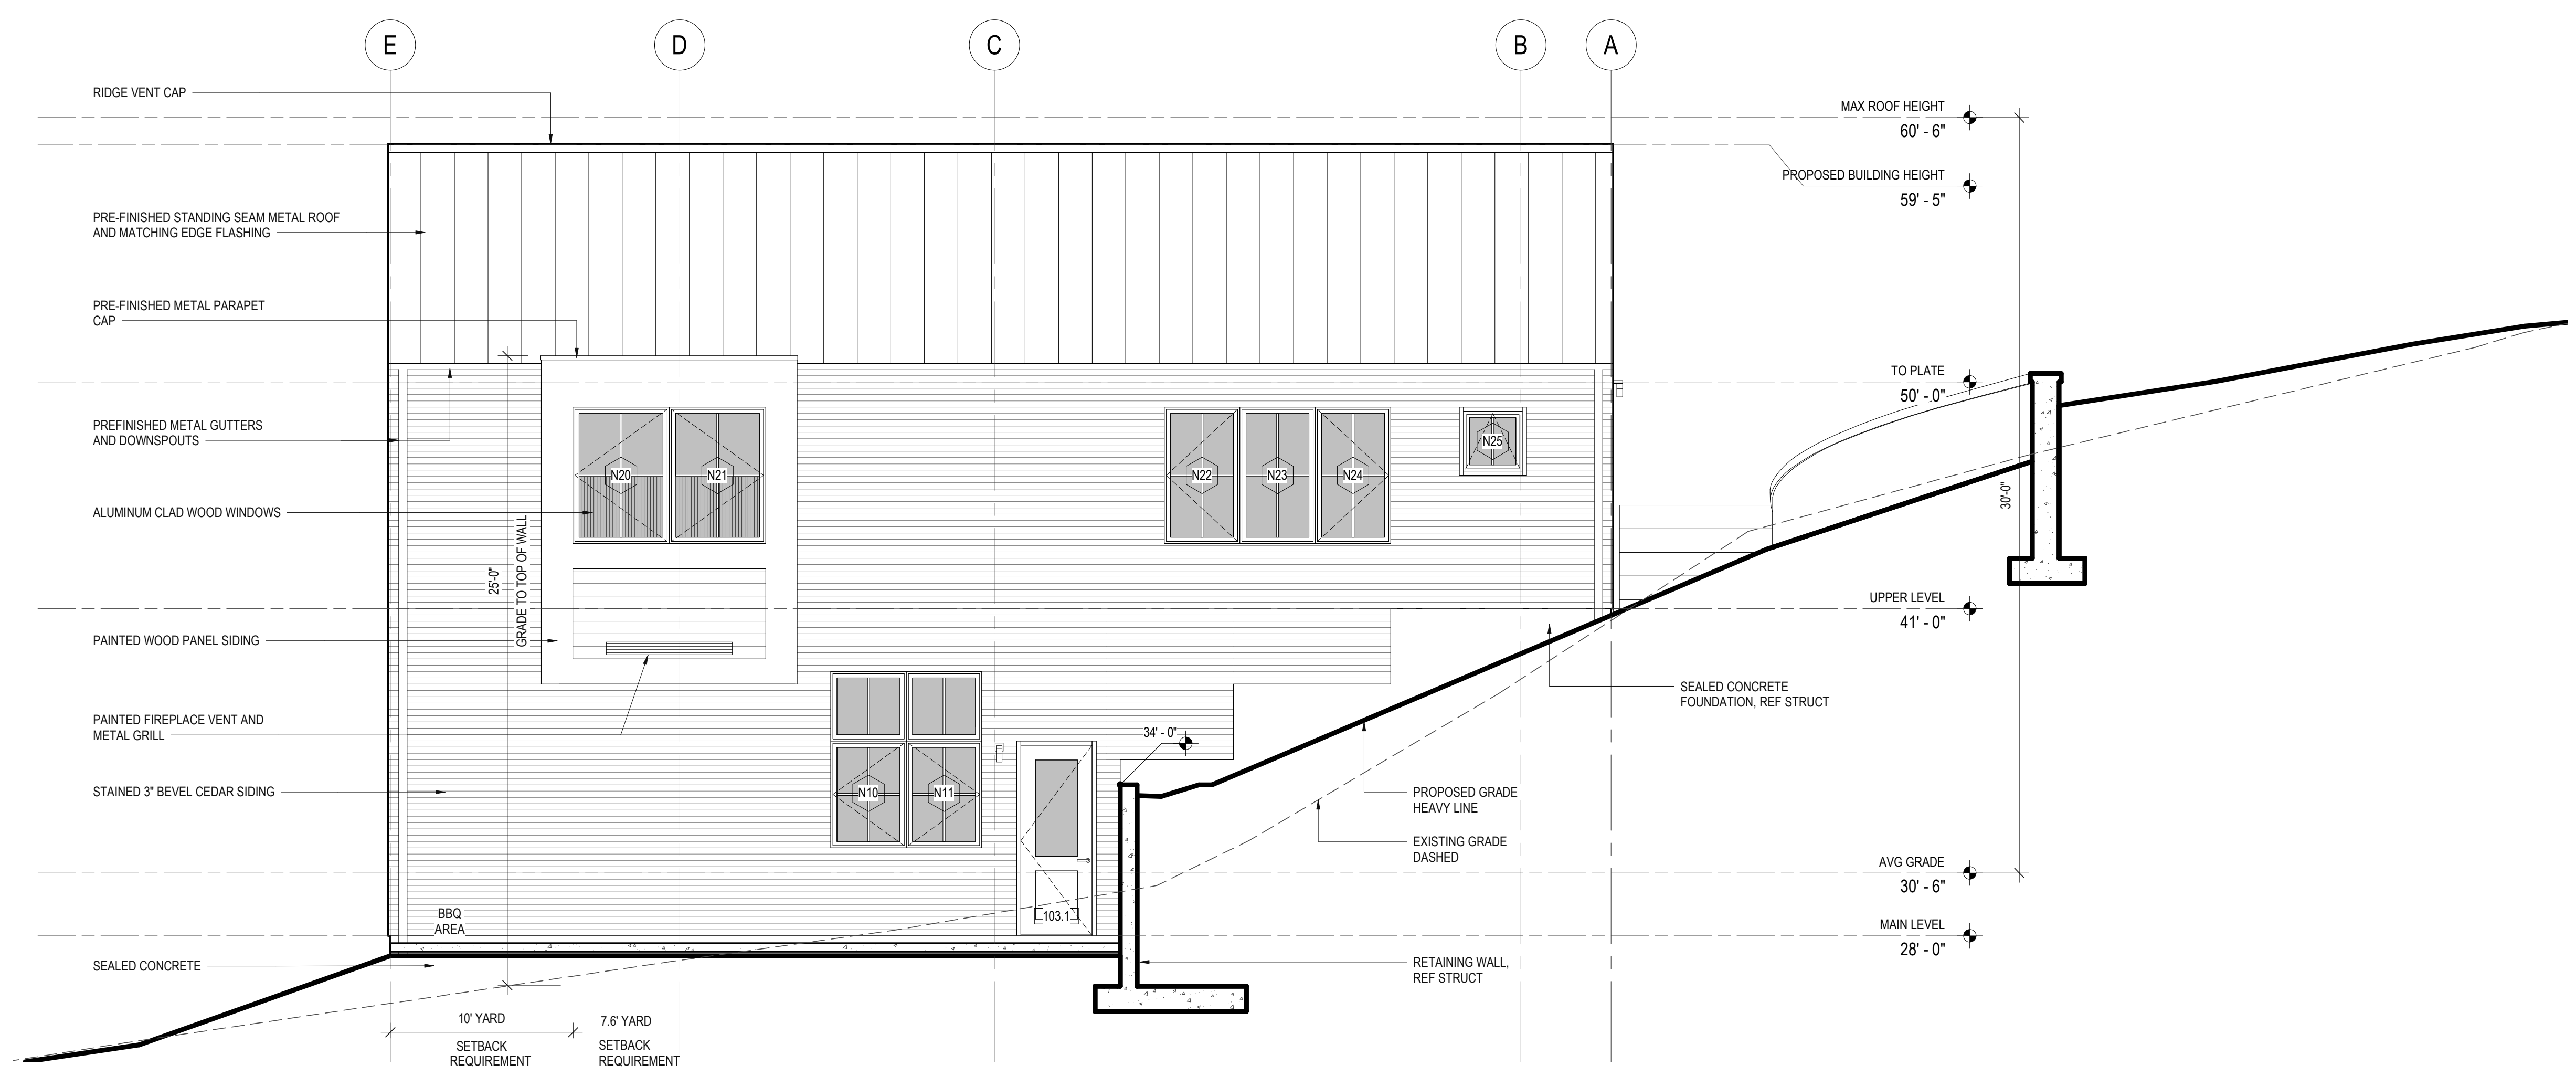 E
D
C
B
A
RIDGE VENT CAP
MAX ROOF HEIGHT
60' - 6"
PROPOSED BUILDING HEIGHT
59' - 5"
PRE-FINISHED STANDING SEAM METAL ROOF
AND MATCHING EDGE FLASHING
PRE-FINISHED METAL PARAPET
CAP
TO PLATE
50' - 0"
PREFINISHED METAL GUTTERS
AND DOWNSPOUTS
N20
N21
N22
N23
N24
N25
30'-0"
ALUMINUM CLAD WOOD WINDOWS
25'-0"
GRADE TO TOP OF WALL
UPPER LEVEL
41' - 0"
PAINTED WOOD PANEL SIDING
SEALED CONCRETE
FOUNDATION, REF STRUCT
PAINTED FIREPLACE VENT AND
METAL GRILL
34' - 0"
STAINED 3" BEVEL CEDAR SIDING
N10
N11
PROPOSED GRADE
HEAVY LINE
EXISTING GRADE
DASHED
AVG GRADE
30' - 6"
BBQ
AREA
103.1
MAIN LEVEL
28' - 0"
SEALED CONCRETE
RETAINING WALL,
REF STRUCT
10' YARD
SETBACK
REQUIREMENT
7.6' YARD
SETBACK
REQUIREMENT